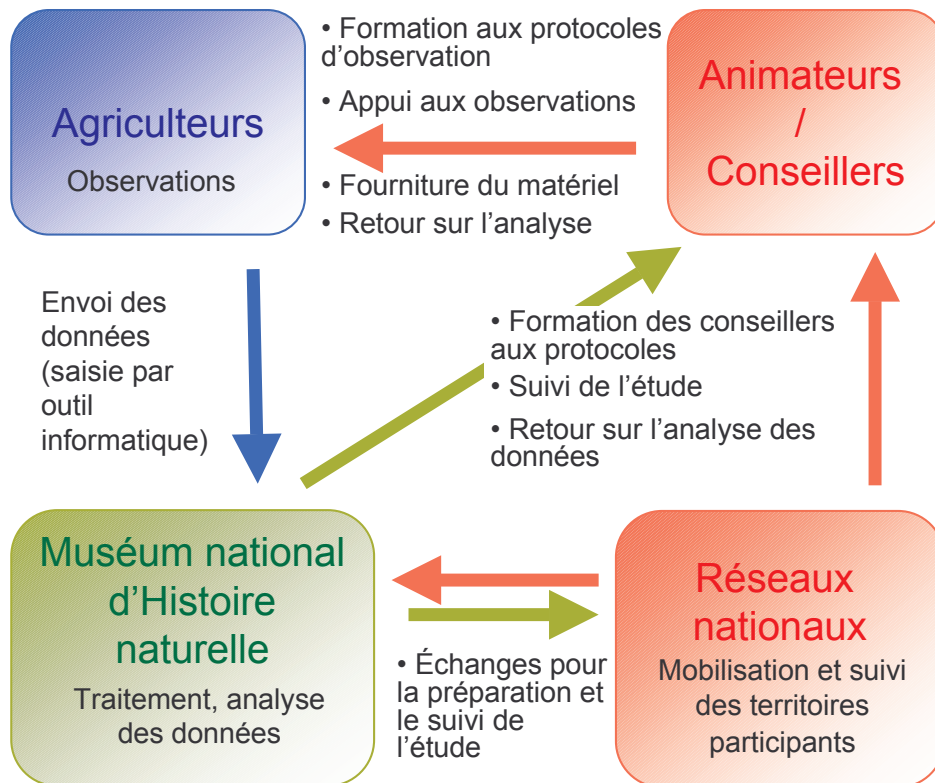 Agriculteurs
Observations
• Formation aux protocoles
d’observation
• Appui aux observations
• Fourniture du matériel
• Retour sur l’analyse
Animateurs
/
Conseillers
Envoi des
données
(saisie par
outil
informatique)
• Formation des conseillers
aux protocoles
• Suivi de l’étude
• Retour sur l’analyse des
données
Muséum national
d’Histoire
naturelle
Traitement, analyse
des données
• Échanges pour
la préparation et
le suivi de
l’étude
Réseaux
nationaux
Mobilisation et suivi
des territoires
participants